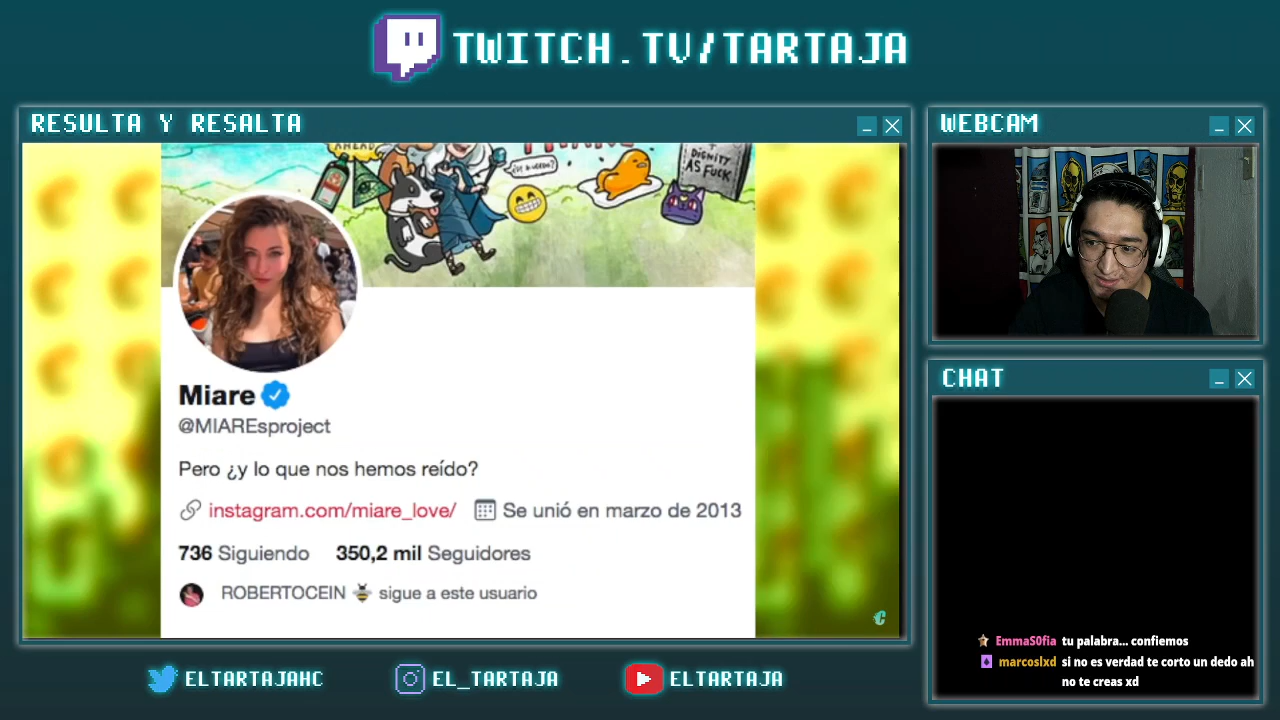 TWITCH.TV/TARTAJA
RESULTA Y RESALTA
DIGNITY
AS FUCK
Miare
@MIAREsproject
Pero ¿y lo que nos hemos reído?
instagram.com/miare_love/ Se unió en marzo de 2013
736 Siguiendo 350,2 mil Seguidores
ROBERTOCEIN 🐝 sigue a este usuario
WEBCAM
CHAT
EmmaS0fia tu palabra... confiemos
marcoslxd si no es verdad te corto un dedo ah
no te creas xd
ELTARTAJAHC
EL_TARTAJA
ELTARTAJA